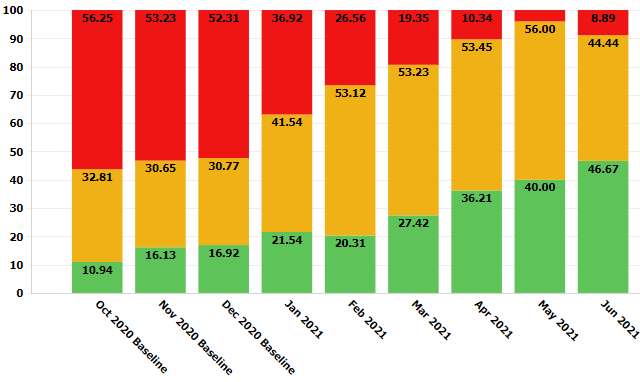 100
90
80
70
60
50
40
30
20
10
0
56.25 53.23 52.31 36.92 26.56 19.35 10.34 8.89
32.81 30.65 30.77 41.54 53.12 53.23 53.45 56.00 44.44
10.94 16.13 16.92 21.54 20.31 27.42 36.21 40.00 46.67
Oct 2020 Baseline
Nov 2020 Baseline
Dec 2020 Baseline
Jan 2021
Feb 2021
Mar 2021
Apr 2021
May 2021
Jun 2021